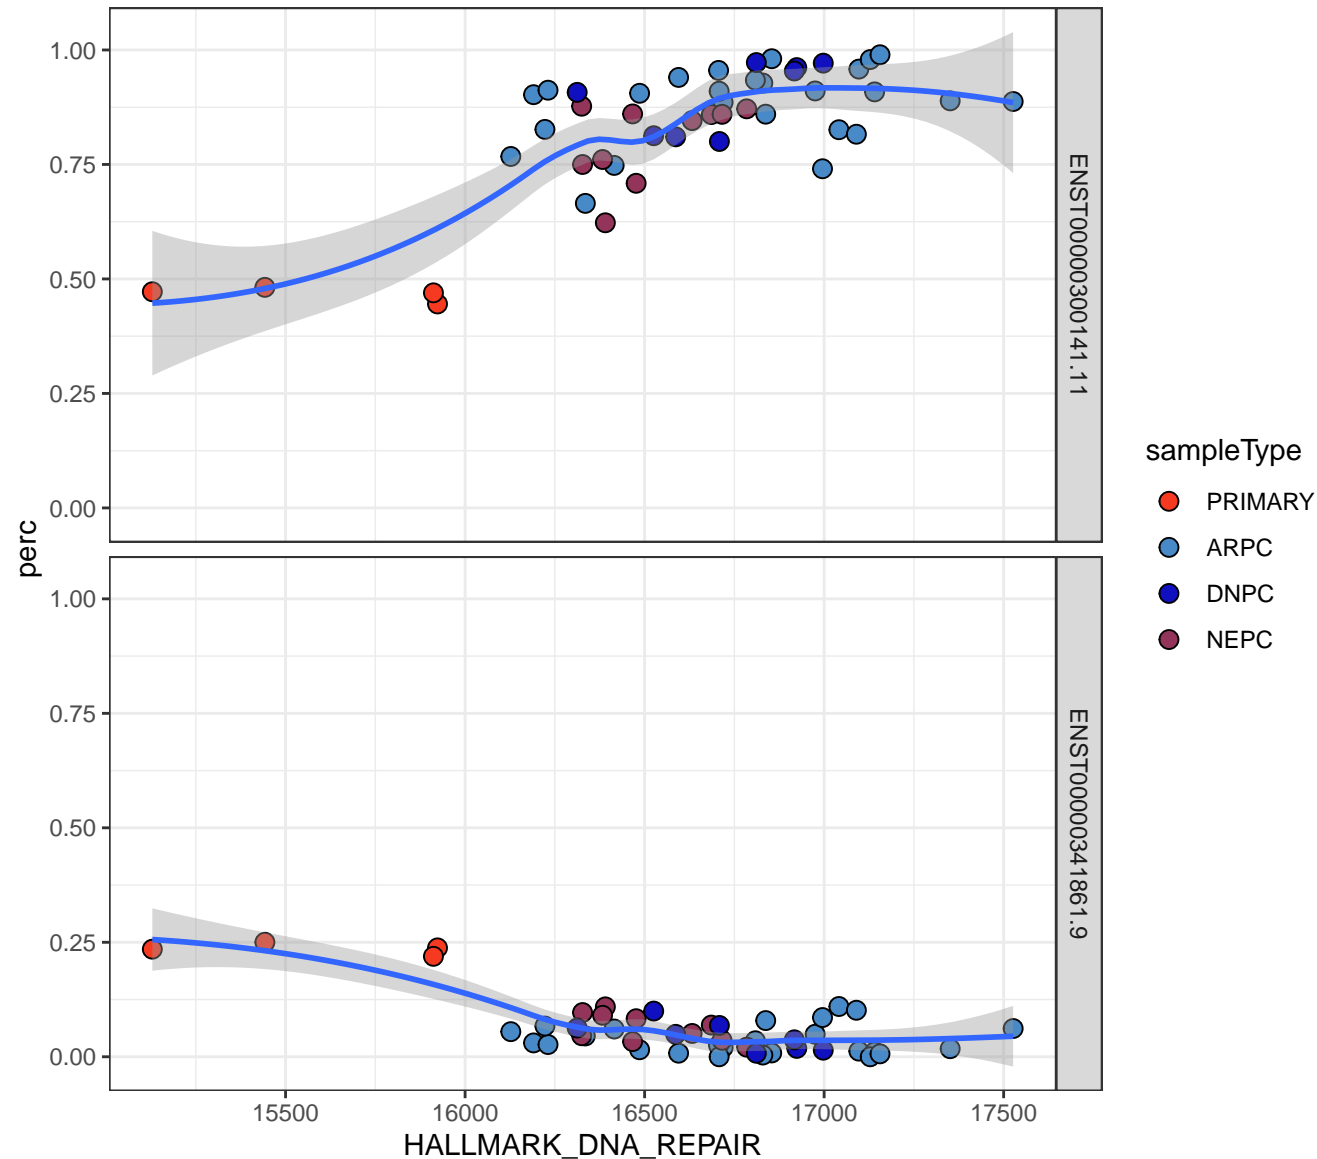 1.00
0.75
0.50
0.25
0.00
ENST00000300141.11
1.00
0.75
0.50
0.25
0.00
ENST00000341861.9
perc
15500
16000
16500
17000
17500
HALLMARK_DNA_REPAIR
sampleType
PRIMARY
ARPC
DNPC
NEPC